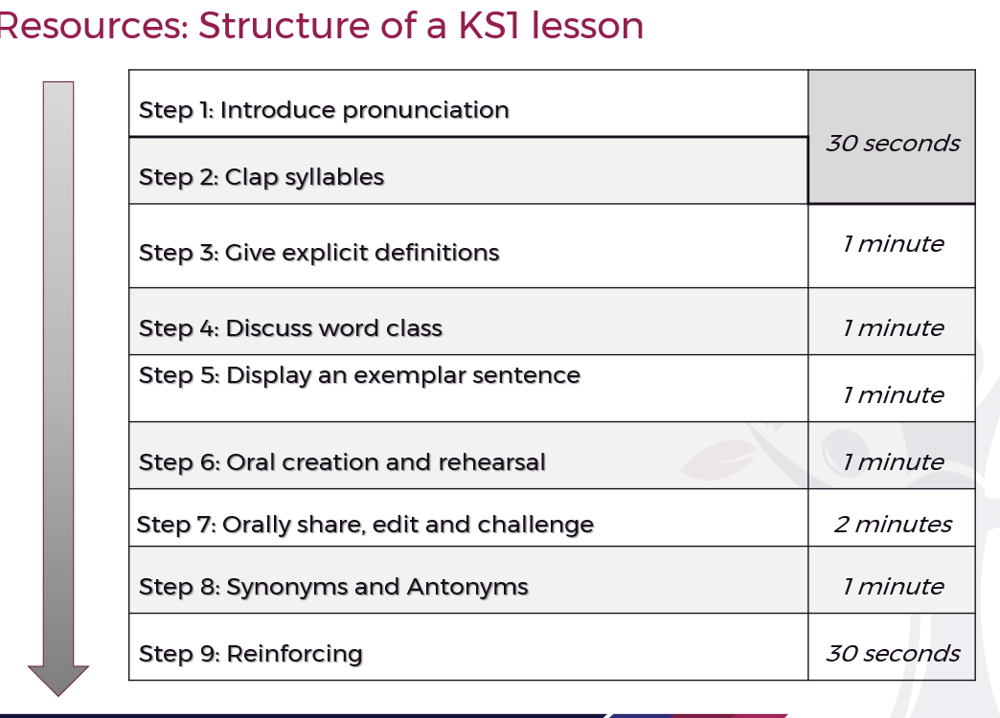 Resources: Structure of a KS1 lesson
Step 1: Introduce pronunciation
30 seconds
Step 2: Clap syllables
Step 3: Give explicit definitions
1 minute
Step 4: Discuss word class
1 minute
Step 5: Display an exemplar sentence
1 minute
Step 6: Oral creation and rehearsal
1 minute
Step 7: Orally share, edit and challenge
2 minutes
Step 8: Synonyms and Antonyms
1 minute
Step 9: Reinforcing
30 seconds